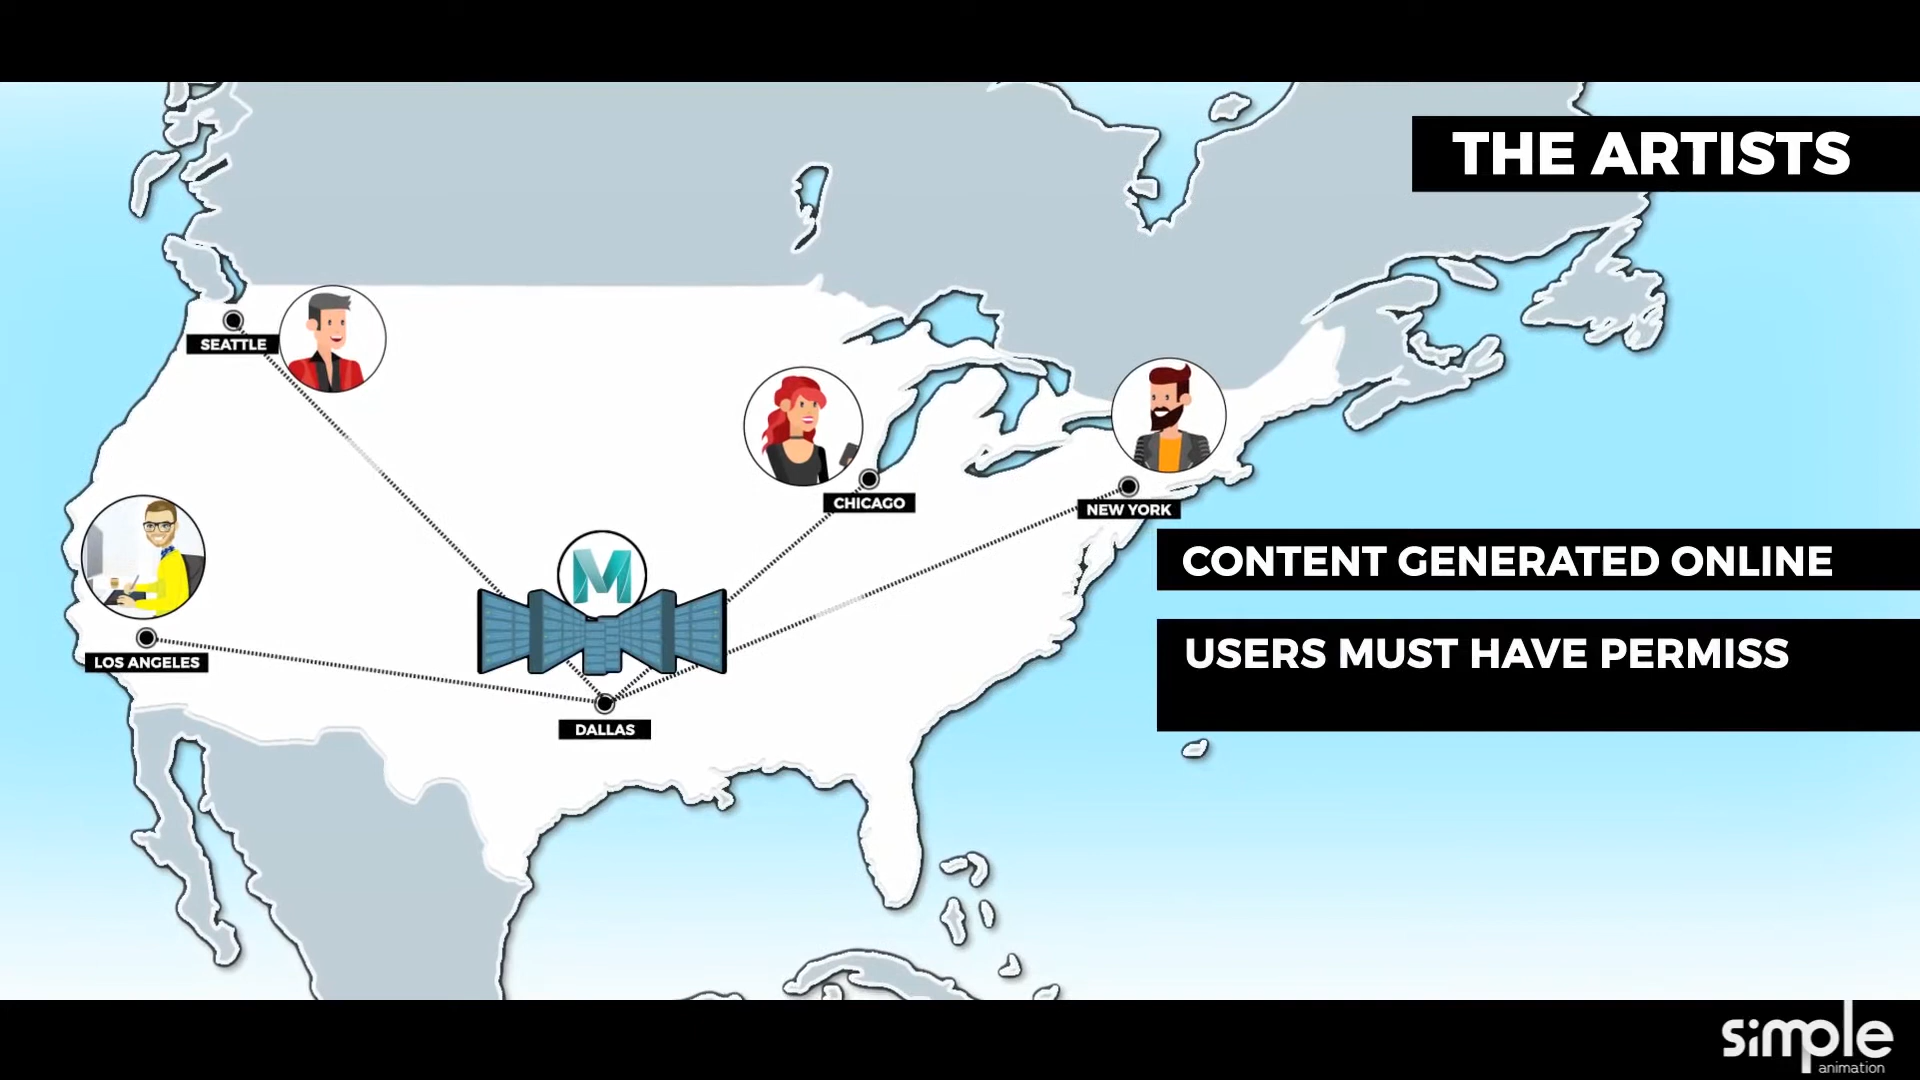 THE ARTISTS
SEATTLE
CHICAGO
NEW YORK
M
CONTENT GENERATED ONLINE
USERS MUST HAVE PERMISS
LOS ANGELES
DALLAS
simple
animation